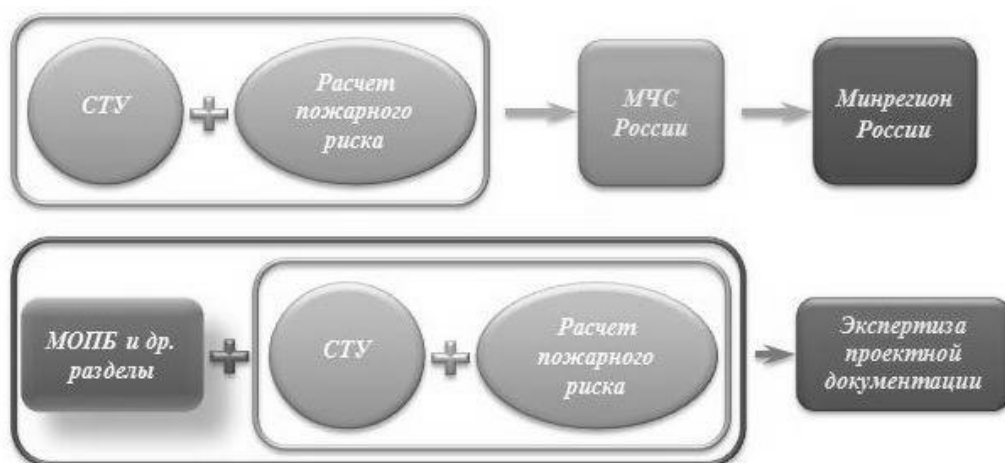 СТУ
Расчет
пожарного
риска
МЧС
России
Минрегион
России
МОПБ и др.
разделы
СТУ
Расчет
пожарного
риска
Экспертиза
проектной
документации